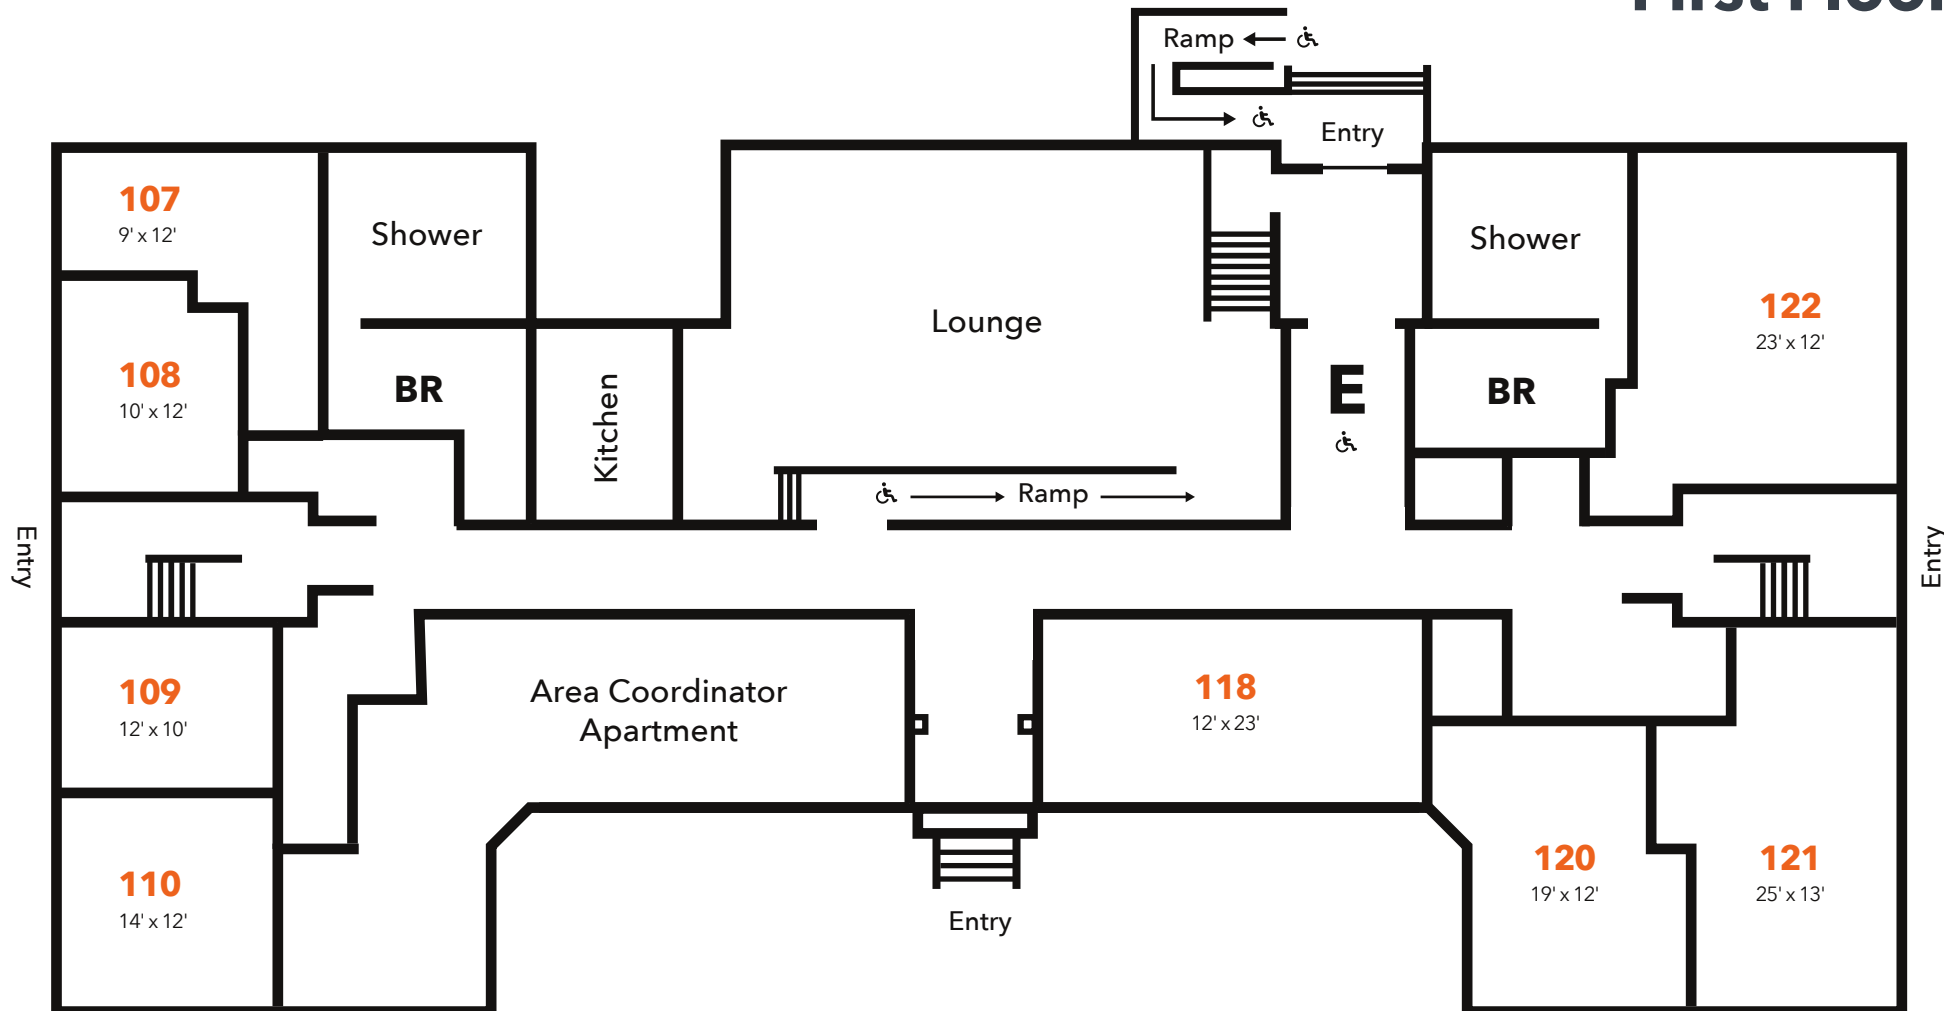 First Floor
Ramp
Entry
107
9' x 12'
Shower
Shower
122
23' x 12'
Lounge
108
10' x 12'
BR
Kitchen
E
BR
Ramp
Entry
Entry
109
12' x 10'
Area Coordinator
Apartment
118
12' x 23'
110
14' x 12'
120
19' x 12'
121
25' x 13'
Entry